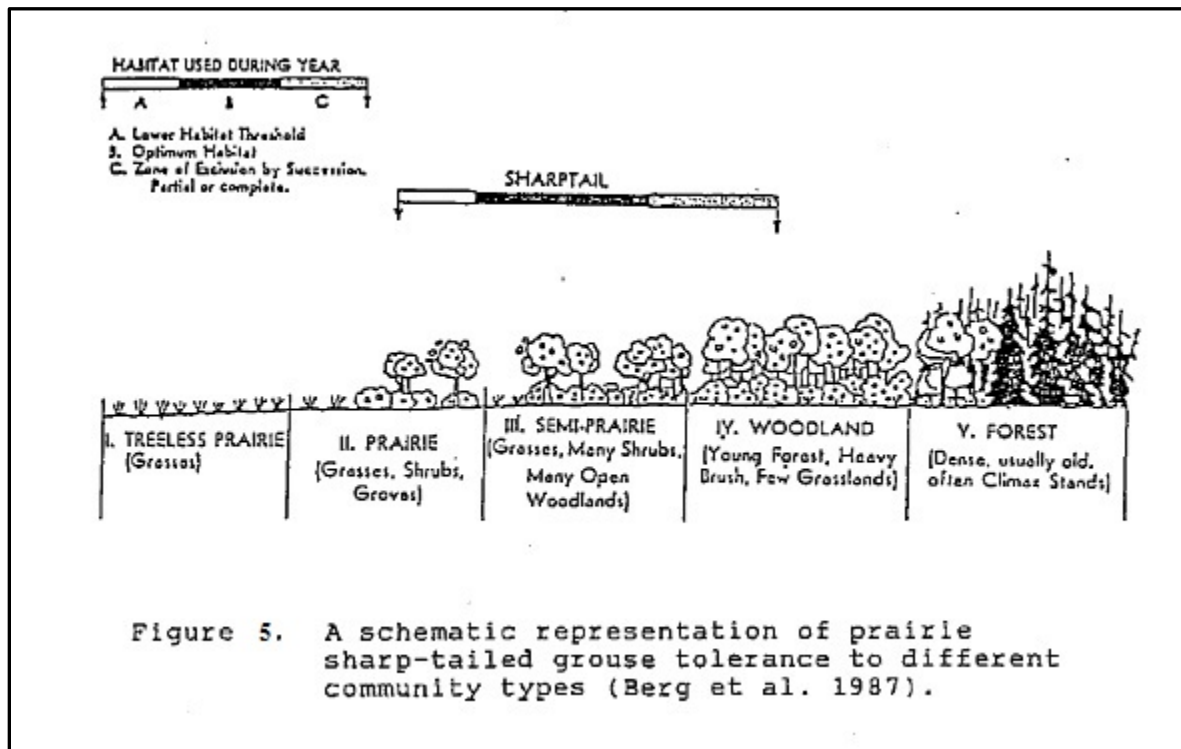 HABITAT USED DURING YEAR
A B C
A. Lower Habitat Threshold
B. Optimum Habitat
C. Zone of Excision by Succession.
Partial or complete.
SHARPTAIL
I. TREELESS PRAIRIE
(Grasses)
II. PRAIRIE
(Grasses, Shrubs,
Groves)
III. SEMI-PRAIRIE
(Grasses, Many Shrubs,
Many Open
Woodlands)
IV. WOODLAND
(Young Forest, Heavy
Brush, Few Grasslands)
V. FOREST
(Dense, usually old,
often Climax Stands)
Figure 5. A schematic representation of prairie
sharp-tailed grouse tolerance to different
community types (Berg et al. 1987).